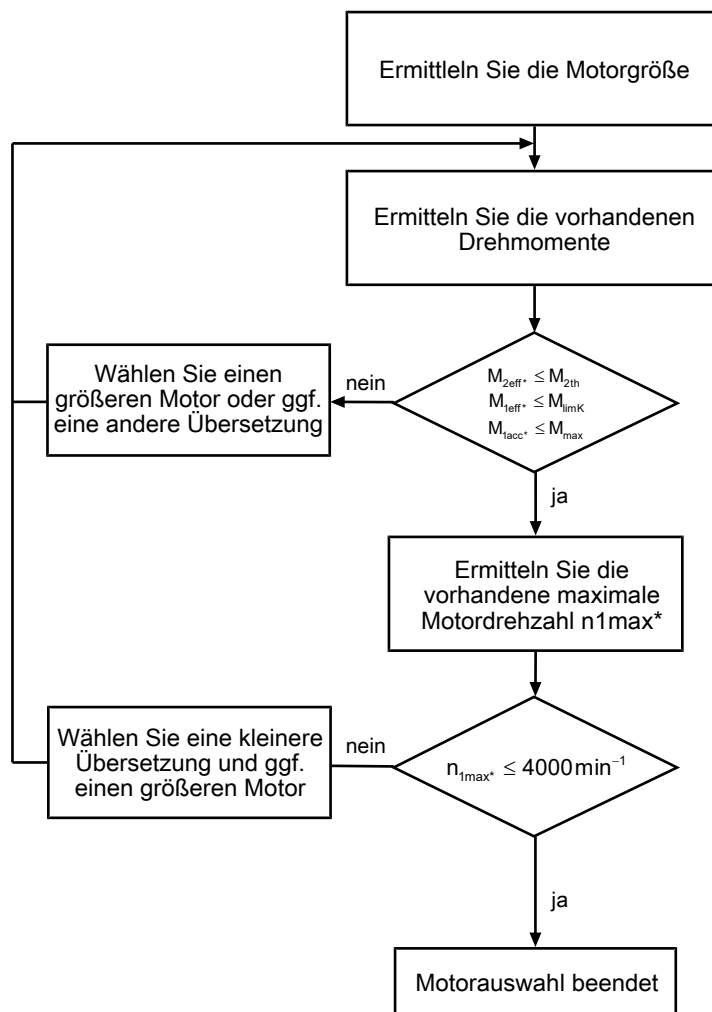 Ermittleln Sie die Motorgröße
Ermitteln Sie die vorhandenen
Drehmomente
Wählen Sie einen
größeren Motor oder ggf.
eine andere Übersetzung
nein
M2eff* ≤ M2th
M1eff* ≤ MlimK
M1acc* ≤ Mmax
ja
Ermitteln Sie die
vorhandene maximale
Motordrehzahl n1max*
Wählen Sie eine kleinere
Übersetzung und ggf.
einen größeren Motor
nein
n1max* ≤ 4000 min⁻¹
ja
Motorauswahl beendet